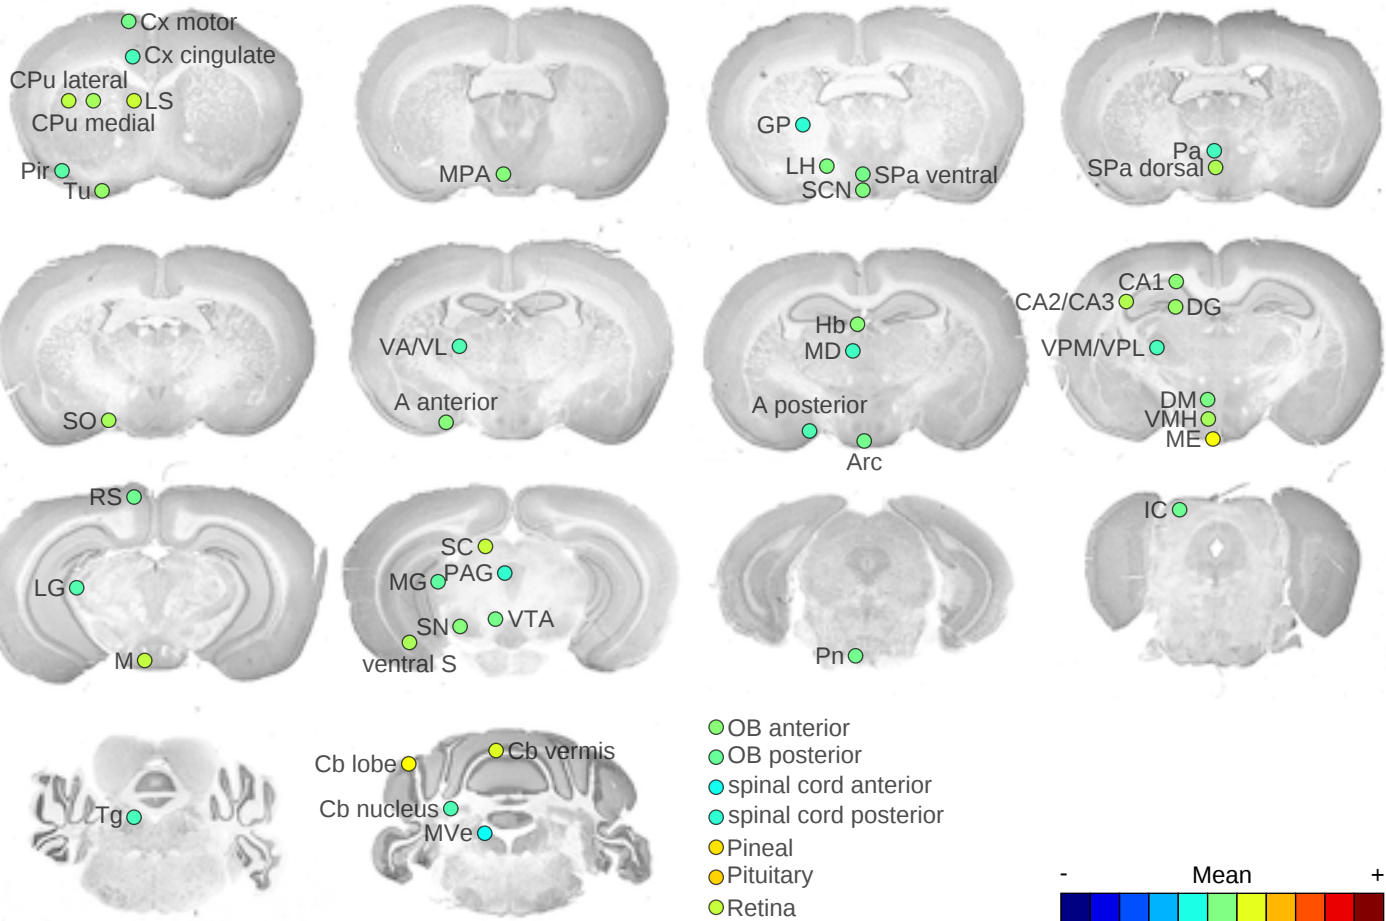 Cx motor
Cx cingulate
CPu lateral
LS
CPu medial
Pir
Tu
MPA
GP
LH
SPa ventral
SCN
Pa
SPa dorsal
SO
VA/VL
A anterior
Hb
MD
A posterior
Arc
CA1
CA2/CA3
DG
VPM/VPL
DM
VMH
ME
RS
LG
M
SC
PAG
MG
VTA
SN
ventral S
Pn
IC
Tg
Cb lobe
Cb vermis
Cb nucleus
MVe
OB anterior
OB posterior
spinal cord anterior
spinal cord posterior
Pineal
Pituitary
Retina
- Mean +